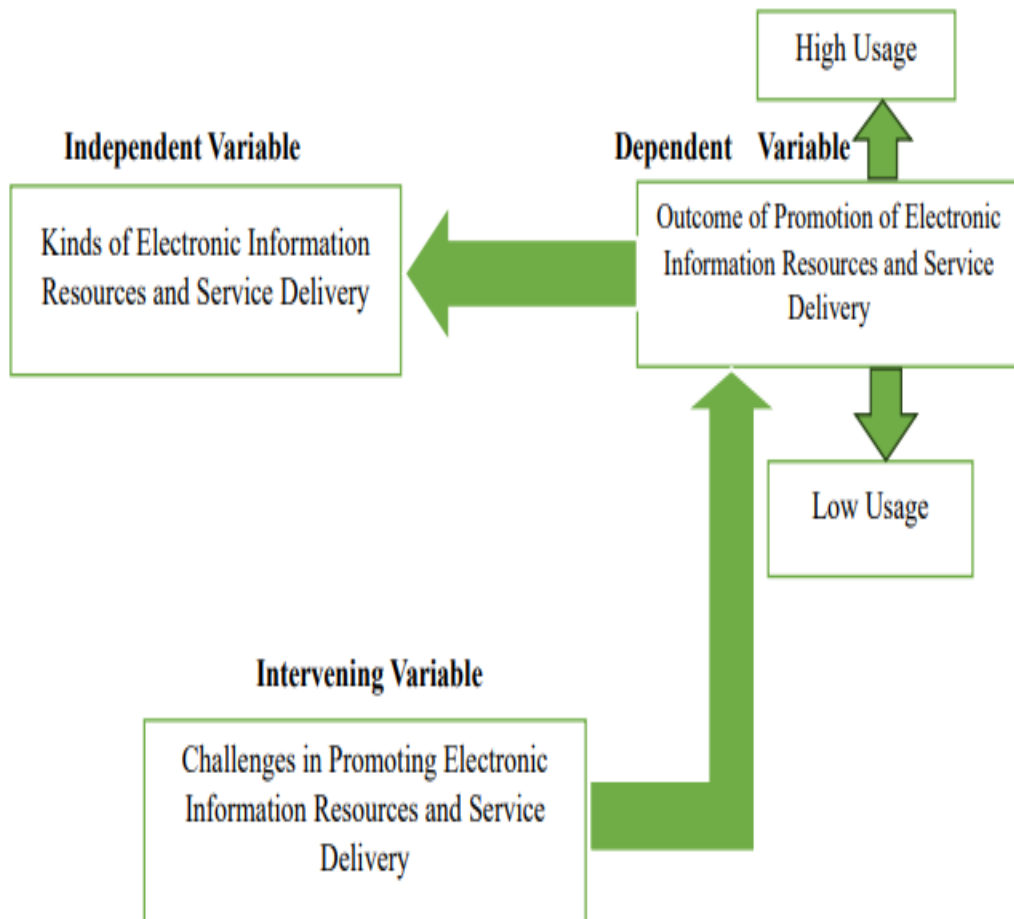 High Usage
Independent Variable
Dependent Variable
Kinds of Electronic Information
Resources and Service Delivery
Outcome of Promotion of Electronic
Information Resources and Service
Delivery
Low Usage
Intervening Variable
Challenges in Promoting Electronic
Information Resources and Service
Delivery